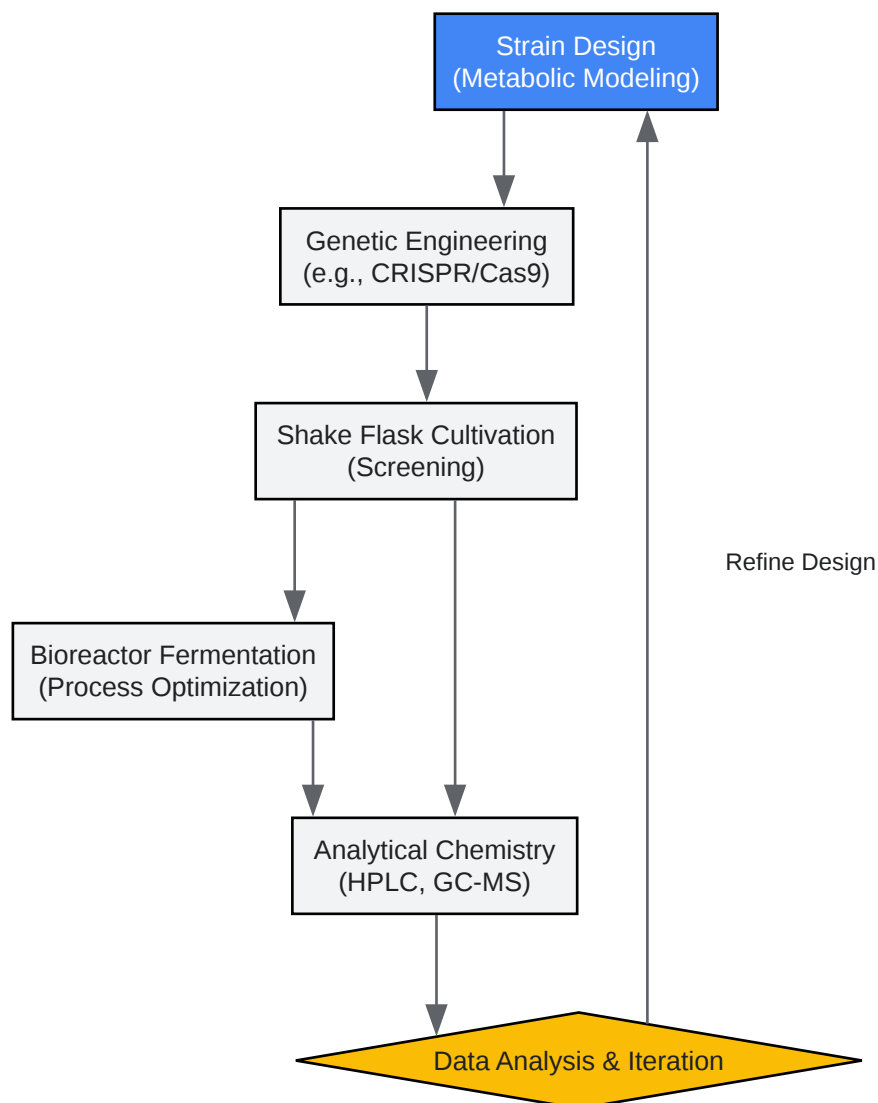 Strain Design
(Metabolic Modeling)
Genetic Engineering
(e.g., CRISPR/Cas9)
Shake Flask Cultivation
(Screening)
Refine Design
Bioreactor Fermentation
(Process Optimization)
Analytical Chemistry
(HPLC, GC-MS)
Data Analysis & Iteration